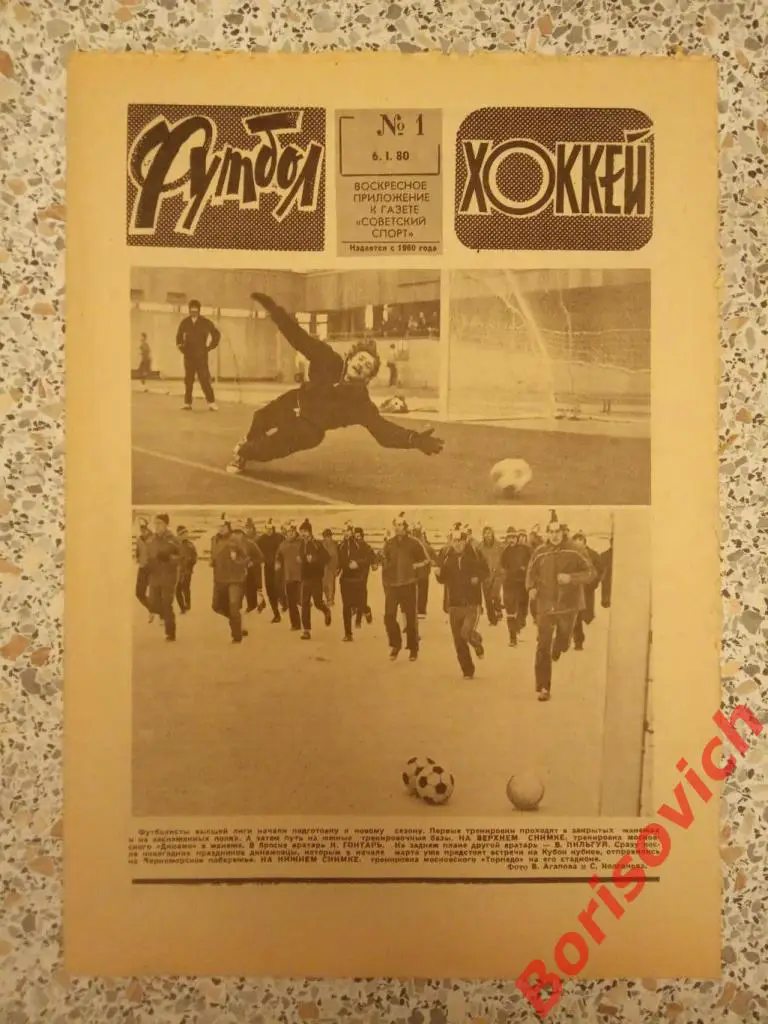 Футбол
№ 1
6. I. 80
ВОСКРЕСНОЕ
ПРИЛОЖЕНИЕ
К ГАЗЕТЕ
«СОВЕТСКИЙ
СПОРТ»
Издается с 1960 года
ХОККЕЙ
Футболисты высшей лиги начали подготовку к новому сезону. Первые тренировки проходят в закрытых манежах
и на заснеженных полях. А затем путь на южные тренировочные базы. НА ВЕРХНЕМ СНИМКЕ: тренировка москов-
ского «Динамо» в манеже. В броске вратарь Н. ГОНТАРЬ. На заднем плане другой вратарь — В. ПИЛЬГУЙ. Сразу пос-
ле новогодних праздников динамовцы, которым в начале марта уже предстоят встречи на Кубок кубков, отправились
на Черноморское побережье. НА НИЖНЕМ СНИМКЕ: тренировка московского «Торпедо» на его стадионе.
Фото В. Агапова и С.
Borisovich